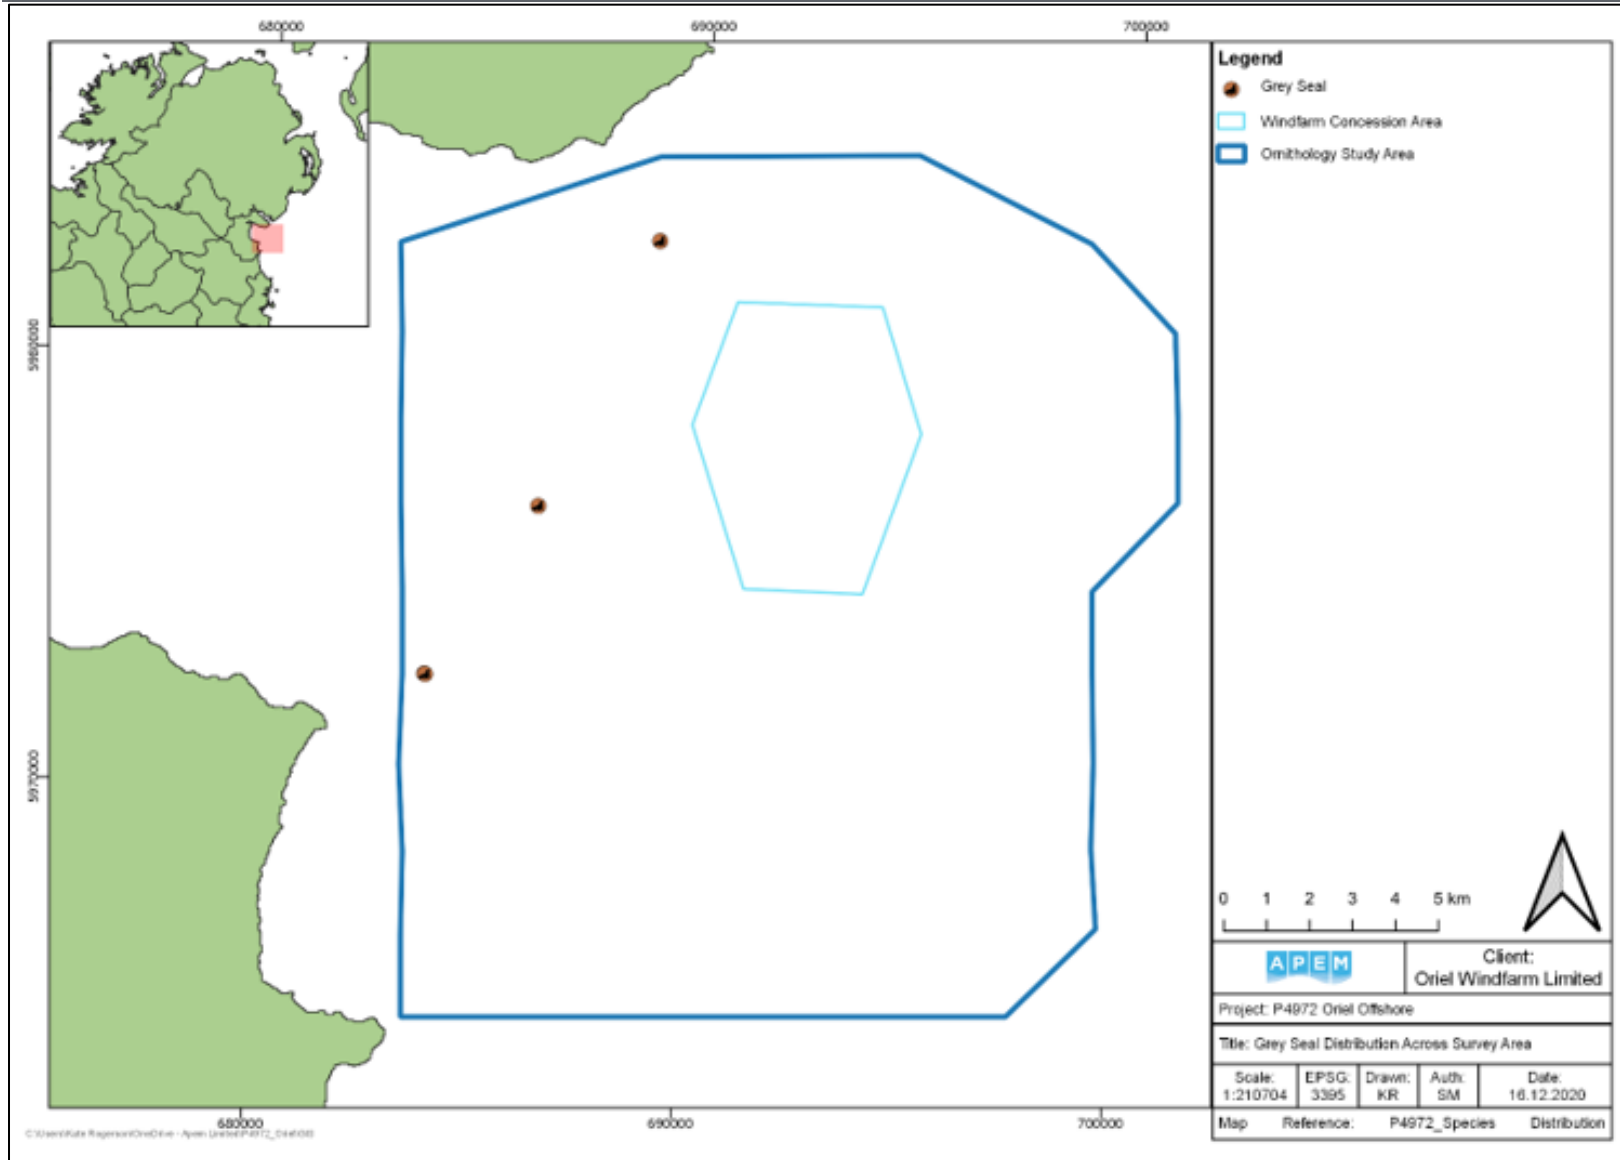 680000 690000 700000
5980000
5970000
680000 690000 700000
Legend
Grey Seal
Windfarm Concession Area
Ornithology Study Area
0 1 2 3 4 5 km
APEM
Client:
Oriel Windfarm Limited
Project: P4972 Oriel Offshore
Title: Grey Seal Distribution Across Survey Area
Scale:
1:210704
EPSG:
3395
Drawn:
KR
Auth:
SM
Date:
16.12.2020
Map Reference: P4972_Species Distribution